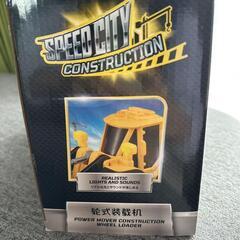 SPEED CITY
CONSTRUCTION
REALISTIC
LIGHTS AND SOUNDS
轮式装载机
POWER MOVER CONSTRUCTION
WHEEL LOADER